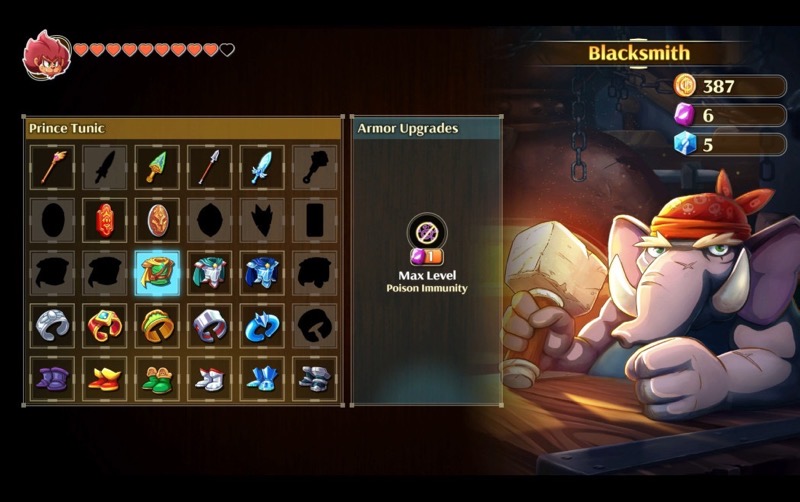 Blacksmith
387
6
5
Prince Tunic
Armor Upgrades
1
Max Level
Poison Immunity